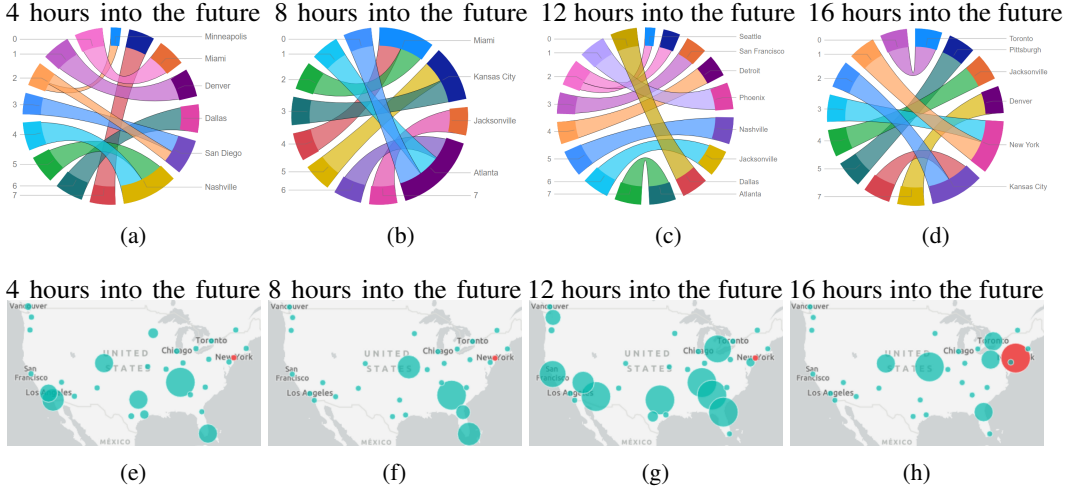 4 hours into the future
8 hours into the future
12 hours into the future
16 hours into the future
0
1
2
3
4
5
6
7
Minneapolis
Miami
Denver
Dallas
San Diego
Nashville
0
1
2
3
4
5
6
Miami
Kansas City
Jacksonville
Atlanta
7
0
1
2
3
4
5
6
7
Seattle
San Francisco
Detroit
Phoenix
Nashville
Jacksonville
Dallas
Atlanta
0
1
2
3
4
5
6
7
Toronto
Pittsburgh
Jacksonville
Denver
New York
Kansas City
(a)
(b)
(c)
(d)
4 hours into the future
8 hours into the future
12 hours into the future
16 hours into the future
Vancouver
Toronto
Chicago
New York
UNITED
STATES
San
Francisco
Los Angeles
MÉXICO
Vancouver
Toronto
Chicago
New York
UNITED
STATES
San
Francisco
Los Angeles
MÉXICO
Vancouver
Toronto
Chicago
New York
UNITED
STATES
San
Francisco
Los Angeles
MÉXICO
Vancouver
Toronto
Chicago
New York
UNITED
STATES
San
Francisco
Los Angeles
MÉXICO
(e)
(f)
(g)
(h)